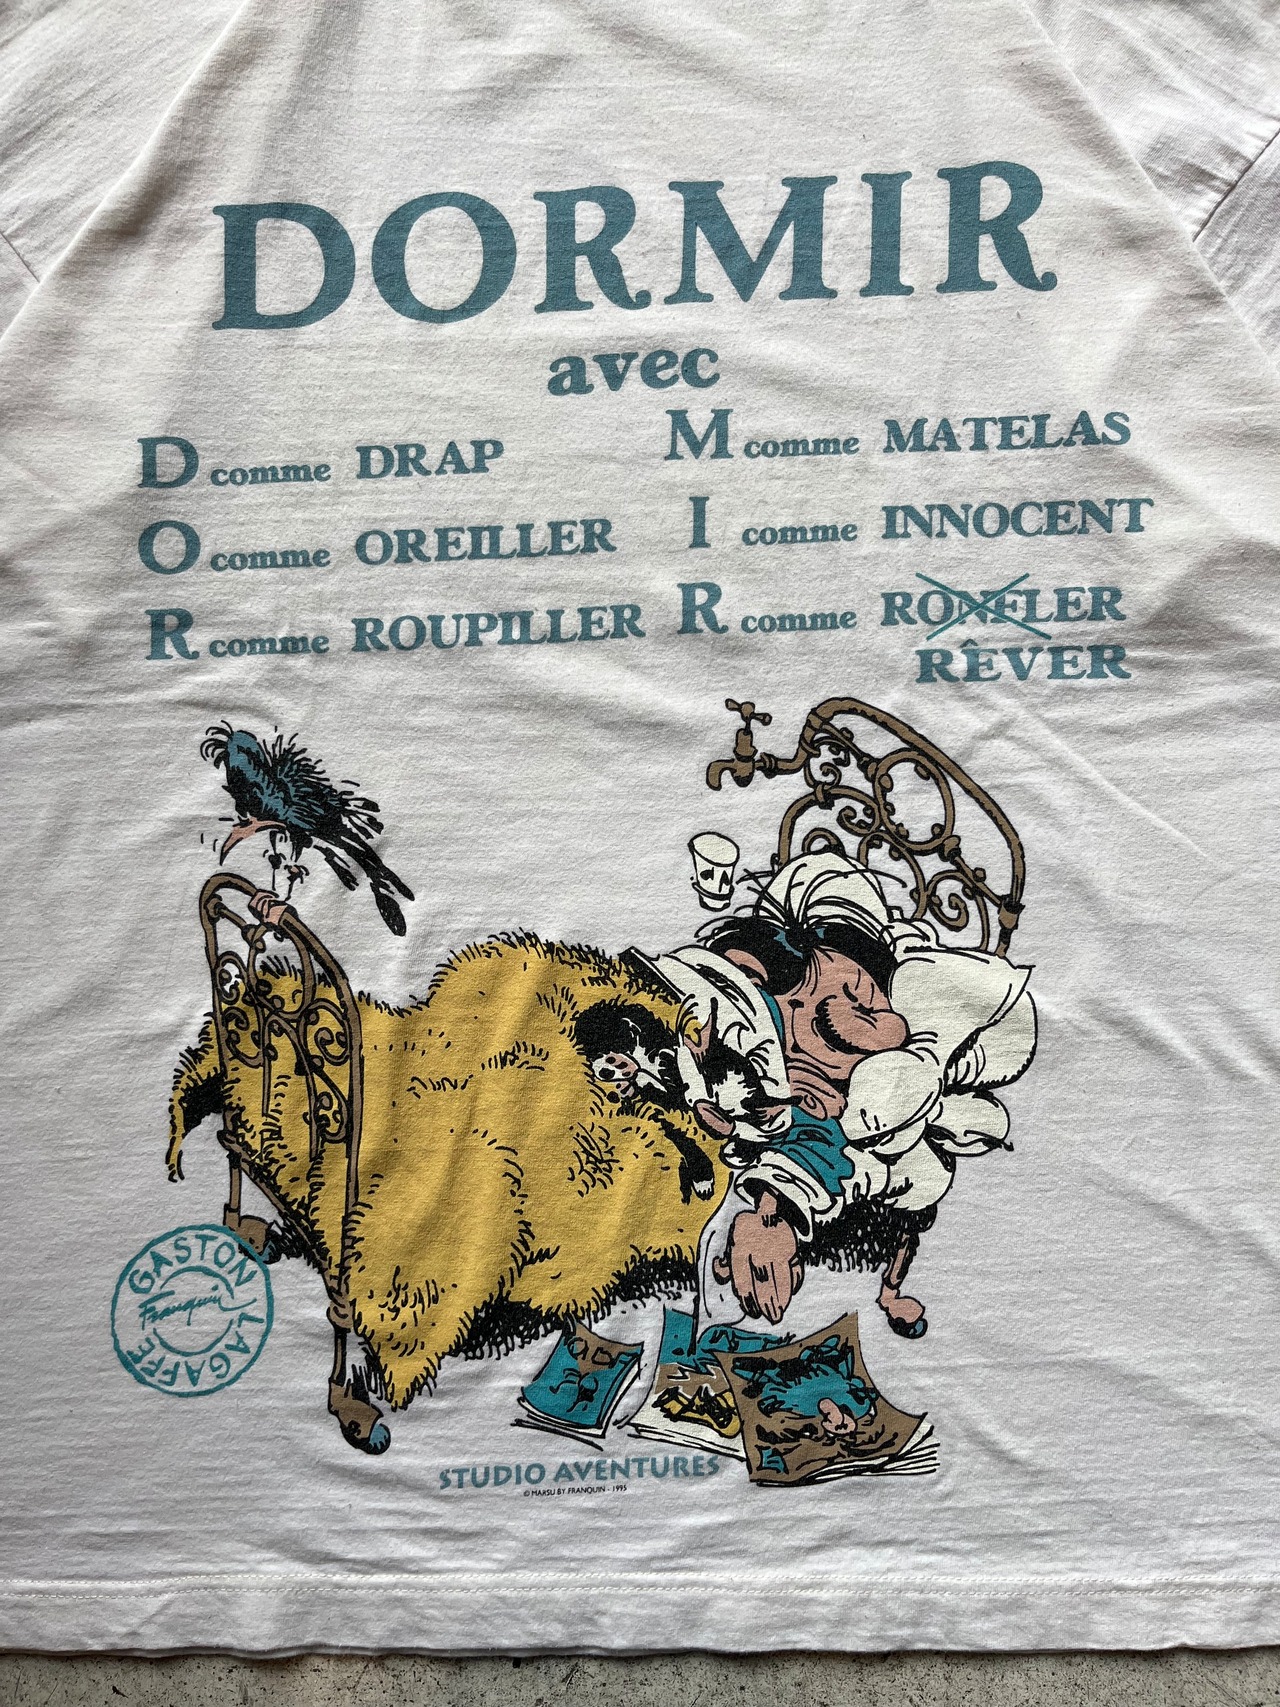 DORMIR
avec
D comme DRAP
O comme OREILLER
R comme ROUPILLER
M comme MATELAS
I comme INNOCENT
R comme RONFLER
RÊVER
GASTON LAGAFFE
Franquin
STUDIO AVENTURES
© MARSU BY FRANQUIN - 1995